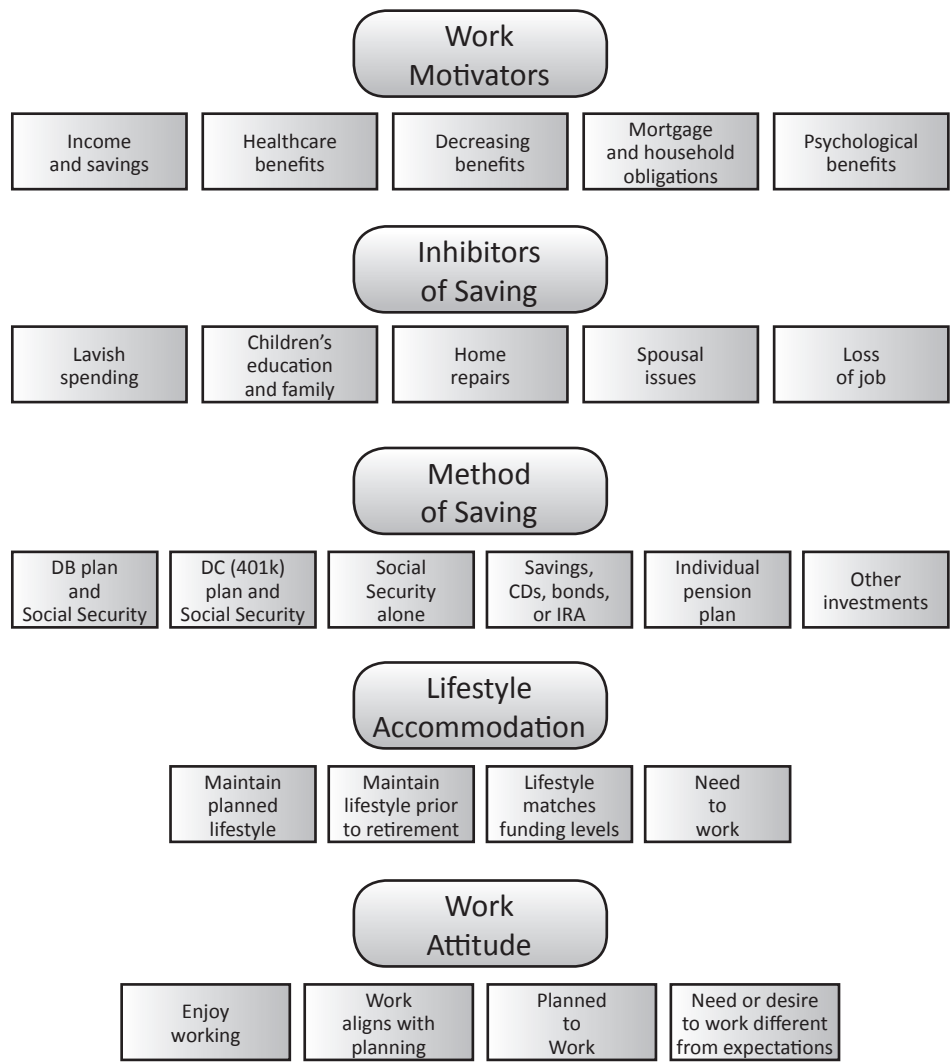 Work
Motivators
Income
and savings
Healthcare
benefits
Decreasing
benefits
Mortgage
and household
obligations
Psychological
benefits
Inhibitors
of Saving
Lavish
spending
Children’s
education
and family
Home
repairs
Spousal
issues
Loss
of job
Method
of Saving
DB plan
and
Social Security
DC (401k)
plan and
Social Security
Social
Security
alone
Savings,
CDs, bonds,
or IRA
Individual
pension
plan
Other
investments
Lifestyle
Accommodation
Maintain
planned
lifestyle
Maintain
lifestyle prior
to retirement
Lifestyle
matches
funding levels
Need
to
work
Work
Attitude
Enjoy
working
Work
aligns with
planning
Planned
to
Work
Need or desire
to work different
from expectations